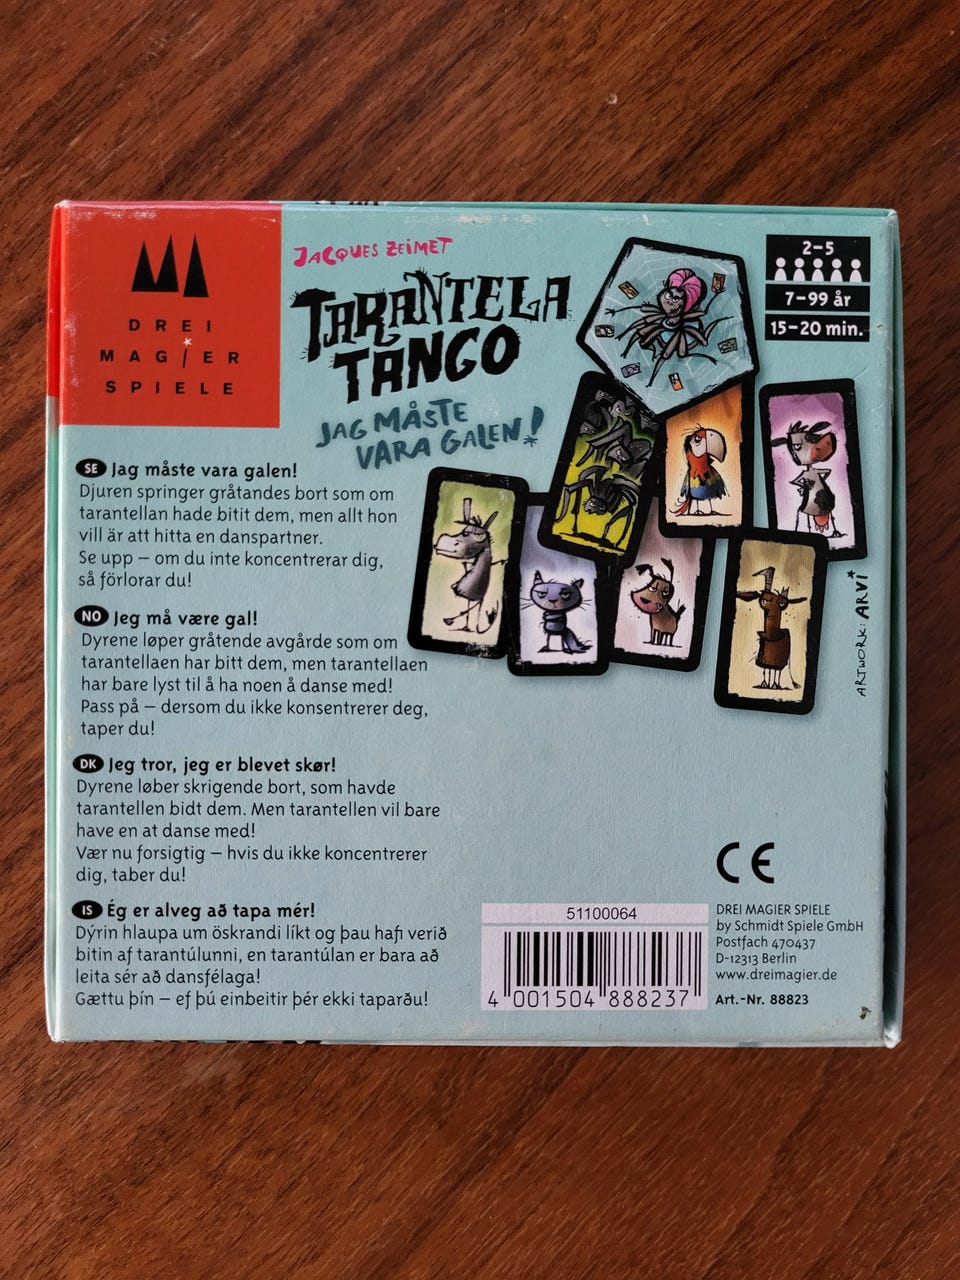 DREI
MAGIER
SPIELE
JACQUES ZEIMET
TARANTELA
TANGO
JAG MÅSTE
VARA GALEN!
2–5
7–99 år
15–20 min.
SE Jag måste vara galen!
Djuren springer gråtandes bort som om
tarantellan hade bitit dem, men allt hon
vill är att hitta en danspartner.
Se upp – om du inte koncentrerar dig,
så förlorar du!
NO Jeg må være gal!
Dyrene løper gråtende avgårde som om
tarantellaen har bitt dem, men tarantellaen
har bare lyst til å ha noen å danse med!
Pass på – dersom du ikke konsentrerer deg,
taper du!
DK Jeg tror, jeg er blevet skør!
Dyrene løber skrigende bort, som havde
tarantellen bidt dem. Men tarantellen vil bare
have en at danse med!
Vær nu forsigtig – hvis du ikke koncentrerer
dig, taber du!
IS Ég er alveg að tapa mér!
Dýrin hlaupa um öskrandi líkt og þau hafi verið
bitin af tarantúlunni, en tarantúlan er bara að
leita sér að dansfélaga!
Gættu þín – ef þú einbeitir þér ekki taparðu!
ARTWORK: ARVI
CE
51100064
4 001504 888237
DREI MAGIER SPIELE
by Schmidt Spiele GmbH
Postfach 470437
D-12313 Berlin
www.dreimagier.de
Art.-Nr. 88823